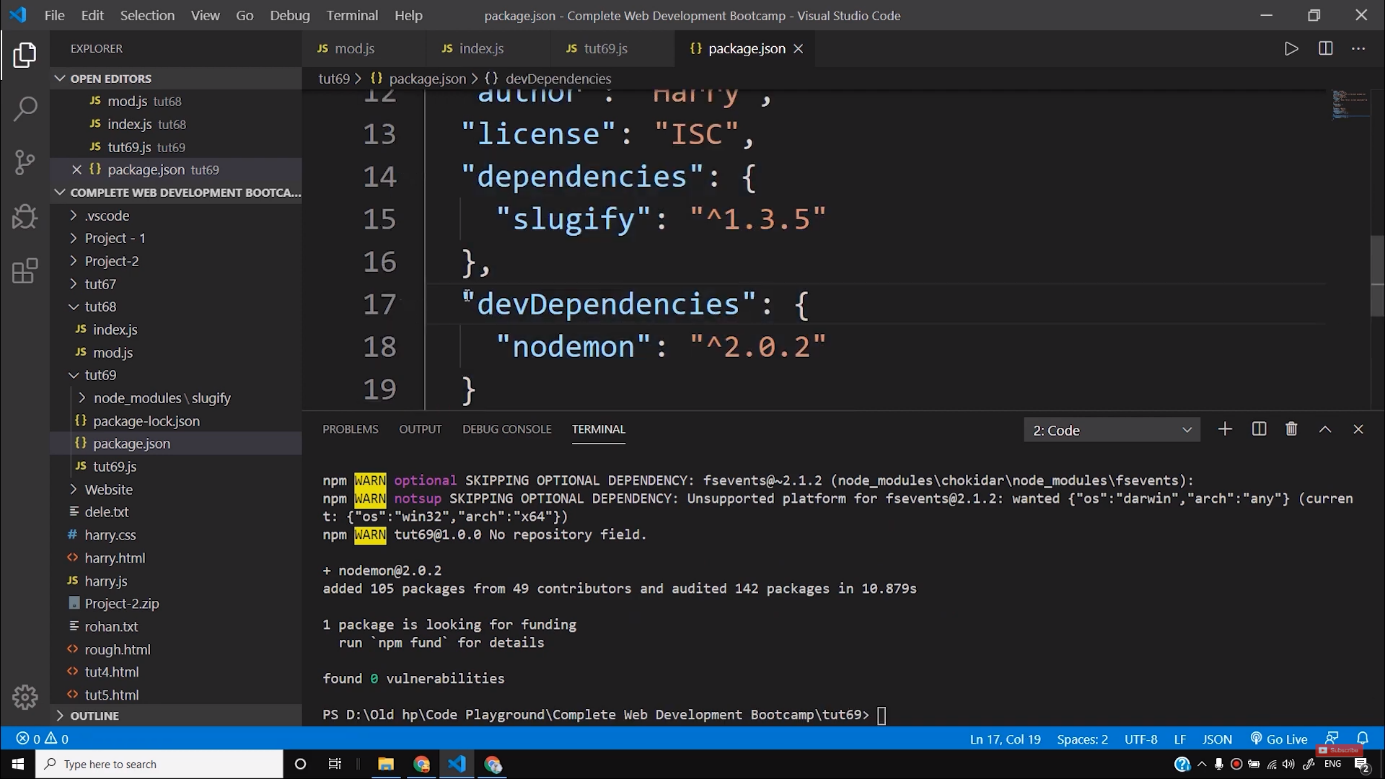 File Edit Selection View Go Debug Terminal Help
package.json - Complete Web Development Bootcamp - Visual Studio Code
EXPLORER
OPEN EDITORS
mod.js tut68
index.js tut68
tut69.js tut69
package.json tut69
COMPLETE WEB DEVELOPMENT BOOTCA...
.vscode
Project - 1
Project-2
tut67
tut68
index.js
mod.js
tut69
node_modules \ slugify
package-lock.json
package.json
tut69.js
Website
dele.txt
harry.css
harry.html
harry.js
Project-2.zip
rohan.txt
rough.html
tut4.html
tut5.html
OUTLINE
mod.js index.js tut69.js package.json
tut69 > {} package.json > {} devDependencies
12 "author": "Harry",
13 "license": "ISC",
14 "dependencies": {
15 "slugify": "^1.3.5"
16 },
17 "devDependencies": {
18 "nodemon": "^2.0.2"
19 }
PROBLEMS OUTPUT DEBUG CONSOLE TERMINAL 2: Code
npm WARN optional SKIPPING OPTIONAL DEPENDENCY: fsevents@~2.1.2 (node_modules\chokidar\node_modules\fsevents):
npm WARN notsup SKIPPING OPTIONAL DEPENDENCY: Unsupported platform for fsevents@2.1.2: wanted {"os":"darwin","arch":"any"} (curren
t: {"os":"win32","arch":"x64"})
npm WARN tut69@1.0.0 No repository field.
+ nodemon@2.0.2
added 105 packages from 49 contributors and audited 142 packages in 10.879s
1 package is looking for funding
run `npm fund` for details
found 0 vulnerabilities
PS D:\Old hp\Code Playground\Complete Web Development Bootcamp\tut69>
0 0 Ln 17, Col 19 Spaces: 2 UTF-8 LF JSON Go Live
Subscribe
Type here to search
ENG
2